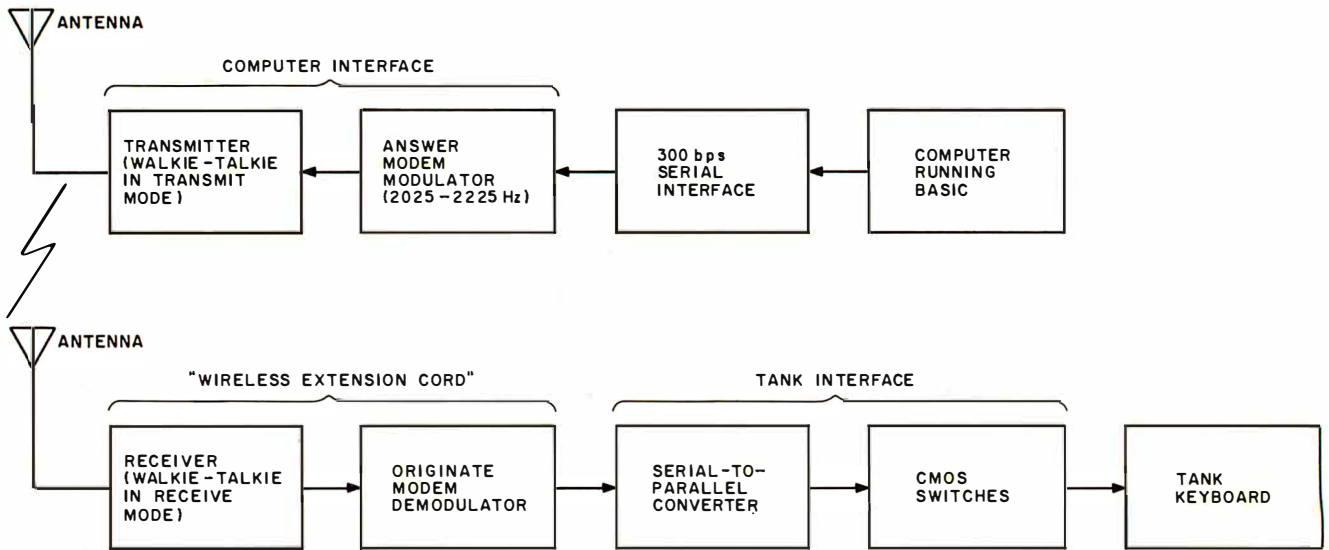 ANTENNA
COMPUTER INTERFACE
TRANSMITTER
(WALKIE-TALKIE
IN TRANSMIT
MODE)
ANSWER
MODEM
MODULATOR
(2025-2225 Hz)
300 bps
SERIAL
INTERFACE
COMPUTER
RUNNING
BASIC
ANTENNA
"WIRELESS EXTENSION CORD"
TANK INTERFACE
RECEIVER
(WALKIE-TALKIE
IN RECEIVE
MODE)
ORIGINATE
MODEM
DEMODULATOR
SERIAL-TO-
PARALLEL
CONVERTER
CMOS
SWITCHES
TANK
KEYBOARD